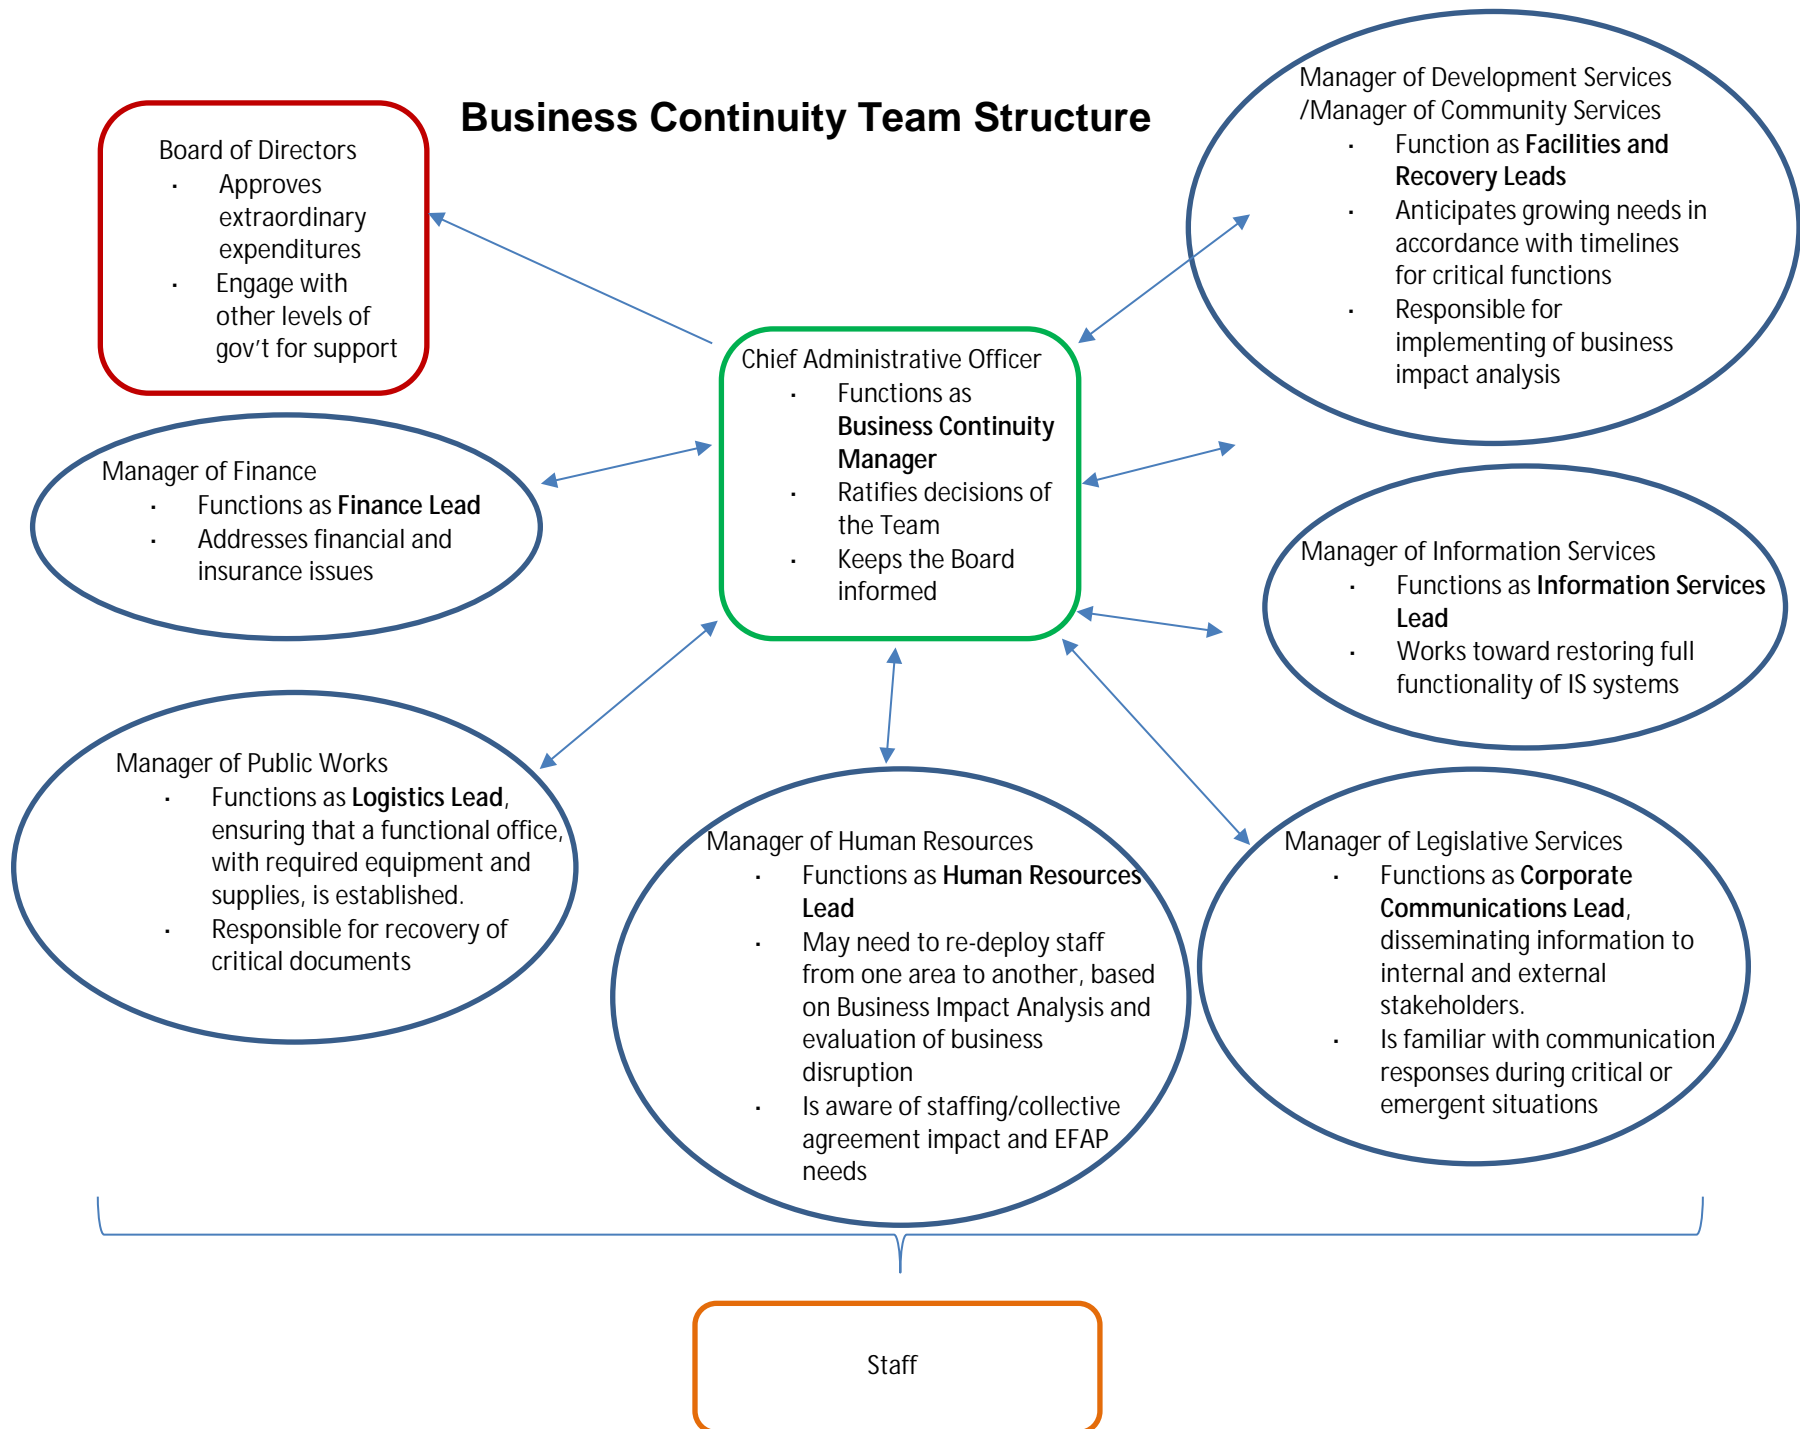 Business Continuity Team Structure
Board of Directors
▪ Approves
extraordinary
expenditures
▪ Engage with
other levels of
gov't for support
Manager of Development Services
/Manager of Community Services
▪ Function as Facilities and
Recovery Leads
▪ Anticipates growing needs in
accordance with timelines
for critical functions
▪ Responsible for
implementing of business
impact analysis
Chief Administrative Officer
▪ Functions as
Business Continuity
Manager
▪ Ratifies decisions of
the Team
▪ Keeps the Board
informed
Manager of Finance
▪ Functions as Finance Lead
▪ Addresses financial and
insurance issues
Manager of Information Services
▪ Functions as Information Services
Lead
▪ Works toward restoring full
functionality of IS systems
Manager of Public Works
▪ Functions as Logistics Lead,
ensuring that a functional office,
with required equipment and
supplies, is established.
▪ Responsible for recovery of
critical documents
Manager of Human Resources
▪ Functions as Human Resources
Lead
▪ May need to re-deploy staff
from one area to another, based
on Business Impact Analysis and
evaluation of business
disruption
▪ Is aware of staffing/collective
agreement impact and EFAP
needs
Manager of Legislative Services
▪ Functions as Corporate
Communications Lead,
disseminating information to
internal and external
stakeholders.
▪ Is familiar with communication
responses during critical or
emergent situations
Staff